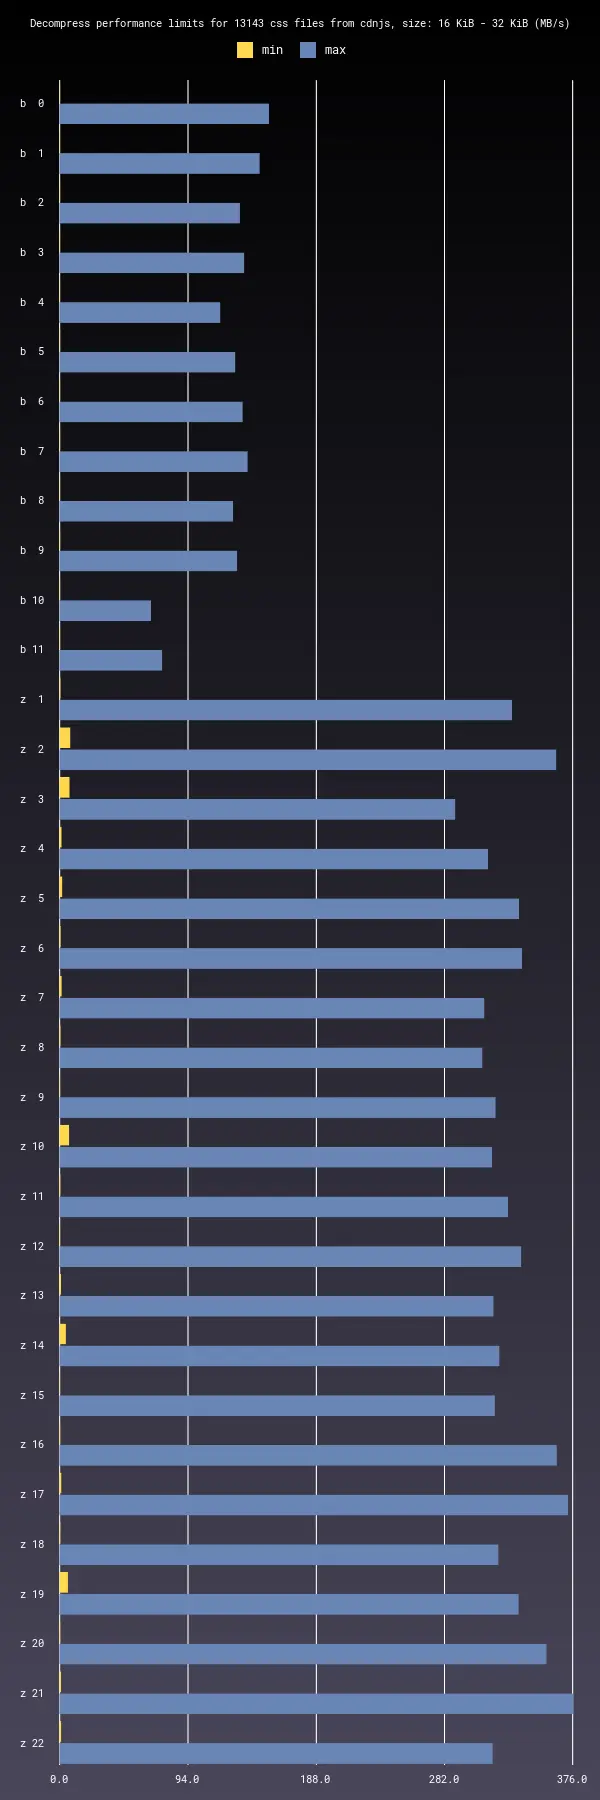 Decompress performance limits for 13143 css files from cdnjs, size: 16 KiB - 32 KiB (MB/s)
min max
b 0
b 1
b 2
b 3
b 4
b 5
b 6
b 7
b 8
b 9
b 10
b 11
z 1
z 2
z 3
z 4
z 5
z 6
z 7
z 8
z 9
z 10
z 11
z 12
z 13
z 14
z 15
z 16
z 17
z 18
z 19
z 20
z 21
z 22
0.0 94.0 188.0 282.0 376.0